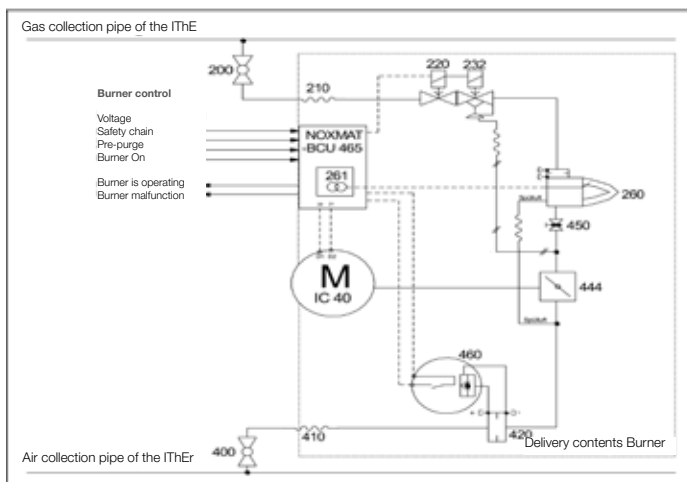 Gas collection pipe of the IThE
200
210
220
232
Burner control
Voltage
Safety chain
Pre-purge
Burner On
Burner is operating
Burner malfunction
NOXMAT
-BCU 465
261
260
450
M
IC 40
444
460
420
410
400
Delivery contents Burner
Air collection pipe of the IThEr